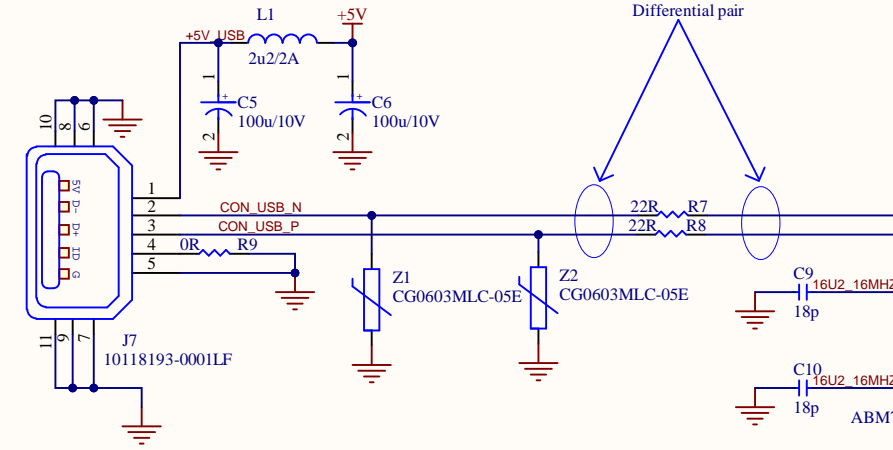 Differential pair
L1
+5V
+5V_USB
2u2/2A
1
C5
100u/10V
2
1
C6
100u/10V
2
10
8
6
5V
D-
D+
ID
G
1
2
3
4
5
CON_USB_N
CON_USB_P
0R
R9
22R
R7
22R
R8
Z1
CG0603MLC-05E
Z2
CG0603MLC-05E
C9
16U2_16MHZ
18p
C10
16U2_16MHZ
18p
ABM
11
9
7
J7
10118193-0001LF